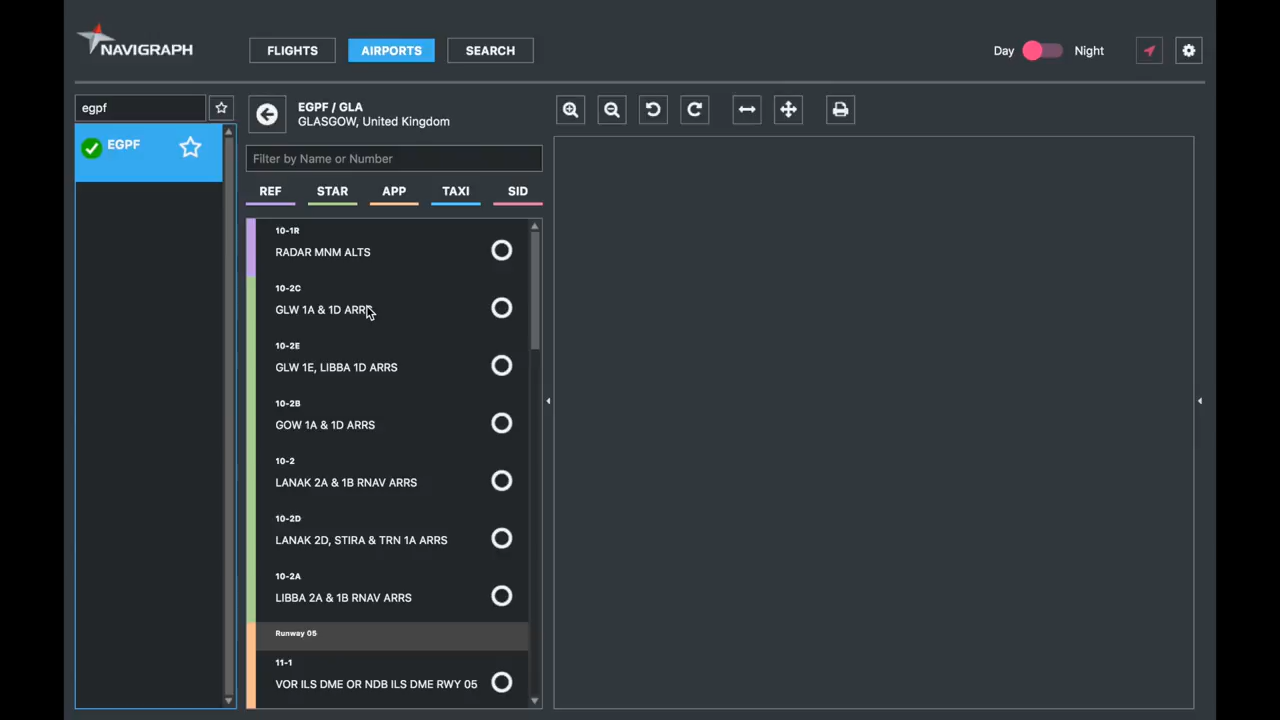 NAVIGRAPH
FLIGHTS
AIRPORTS
SEARCH
Day
Night
egpf
EGPF
EGPF / GLA
GLASGOW, United Kingdom
Filter by Name or Number
REF
STAR
APP
TAXI
SID
10-1R
RADAR MNM ALTS
10-2C
GLW 1A & 1D ARRS
10-2E
GLW 1E, LIBBA 1D ARRS
10-2B
GOW 1A & 1D ARRS
10-2
LANAK 2A & 1B RNAV ARRS
10-2D
LANAK 2D, STIRA & TRN 1A ARRS
10-2A
LIBBA 2A & 1B RNAV ARRS
Runway 05
11-1
VOR ILS DME OR NDB ILS DME RWY 05